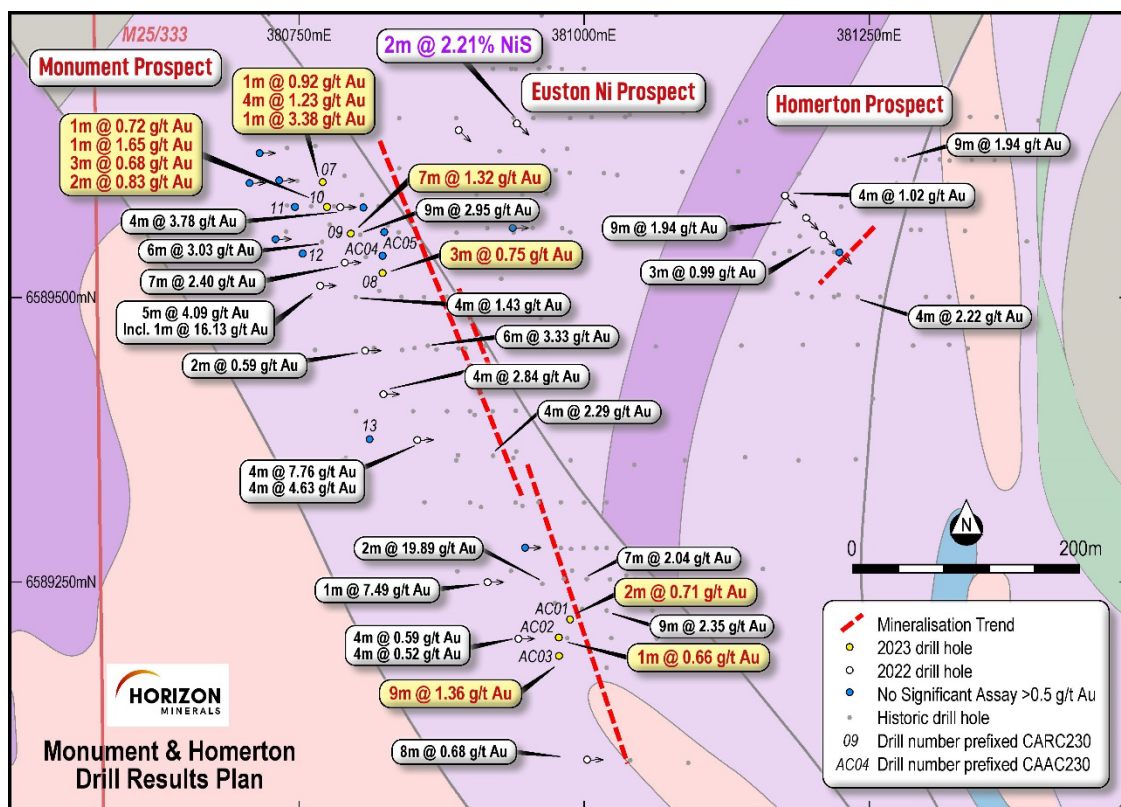 380750mE
381000mE
381250mE
M25/333
2m @ 2.21% NiS
Monument Prospect
Euston Ni Prospect
Homerton Prospect
1m @ 0.92 g/t Au
4m @ 1.23 g/t Au
1m @ 3.38 g/t Au
1m @ 0.72 g/t Au
1m @ 1.65 g/t Au
3m @ 0.68 g/t Au
2m @ 0.83 g/t Au
9m @ 1.94 g/t Au
07
7m @ 1.32 g/t Au
4m @ 1.02 g/t Au
10
11
4m @ 3.78 g/t Au
9m @ 2.95 g/t Au
9m @ 1.94 g/t Au
09
AC04
AC05
6m @ 3.03 g/t Au
12
3m @ 0.75 g/t Au
3m @ 0.99 g/t Au
7m @ 2.40 g/t Au
08
6589500mN
4m @ 1.43 g/t Au
5m @ 4.09 g/t Au
Incl. 1m @ 16.13 g/t Au
4m @ 2.22 g/t Au
6m @ 3.33 g/t Au
2m @ 0.59 g/t Au
4m @ 2.84 g/t Au
4m @ 2.29 g/t Au
13
4m @ 7.76 g/t Au
4m @ 4.63 g/t Au
N
0
200m
2m @ 19.89 g/t Au
7m @ 2.04 g/t Au
6589250mN
1m @ 7.49 g/t Au
2m @ 0.71 g/t Au
AC01
9m @ 2.35 g/t Au
AC02
4m @ 0.59 g/t Au
4m @ 0.52 g/t Au
AC03
1m @ 0.66 g/t Au
9m @ 1.36 g/t Au
8m @ 0.68 g/t Au
Mineralisation Trend
2023 drill hole
2022 drill hole
No Significant Assay >0.5 g/t Au
Historic drill hole
09 Drill number prefixed CARC230
AC04 Drill number prefixed CAAC230
HORIZON
MINERALS
Monument & Homerton
Drill Results Plan